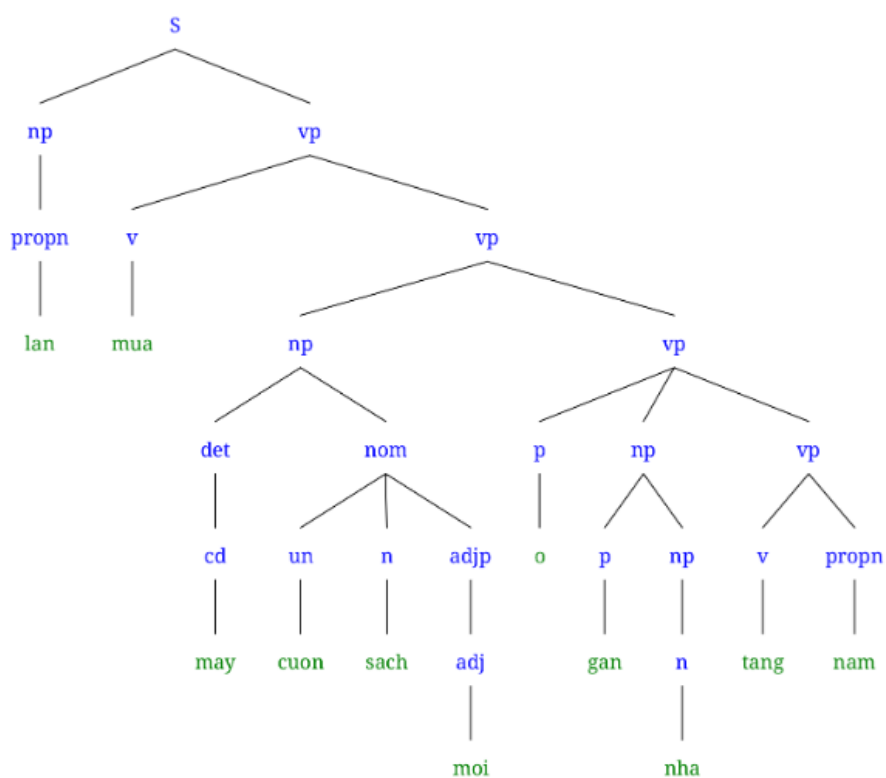 S
np vp
propn v vp
lan mua np vp
det nom p np vp
cd un n adjp o p np v propn
may cuon sach adj gan n tang nam
moi nha